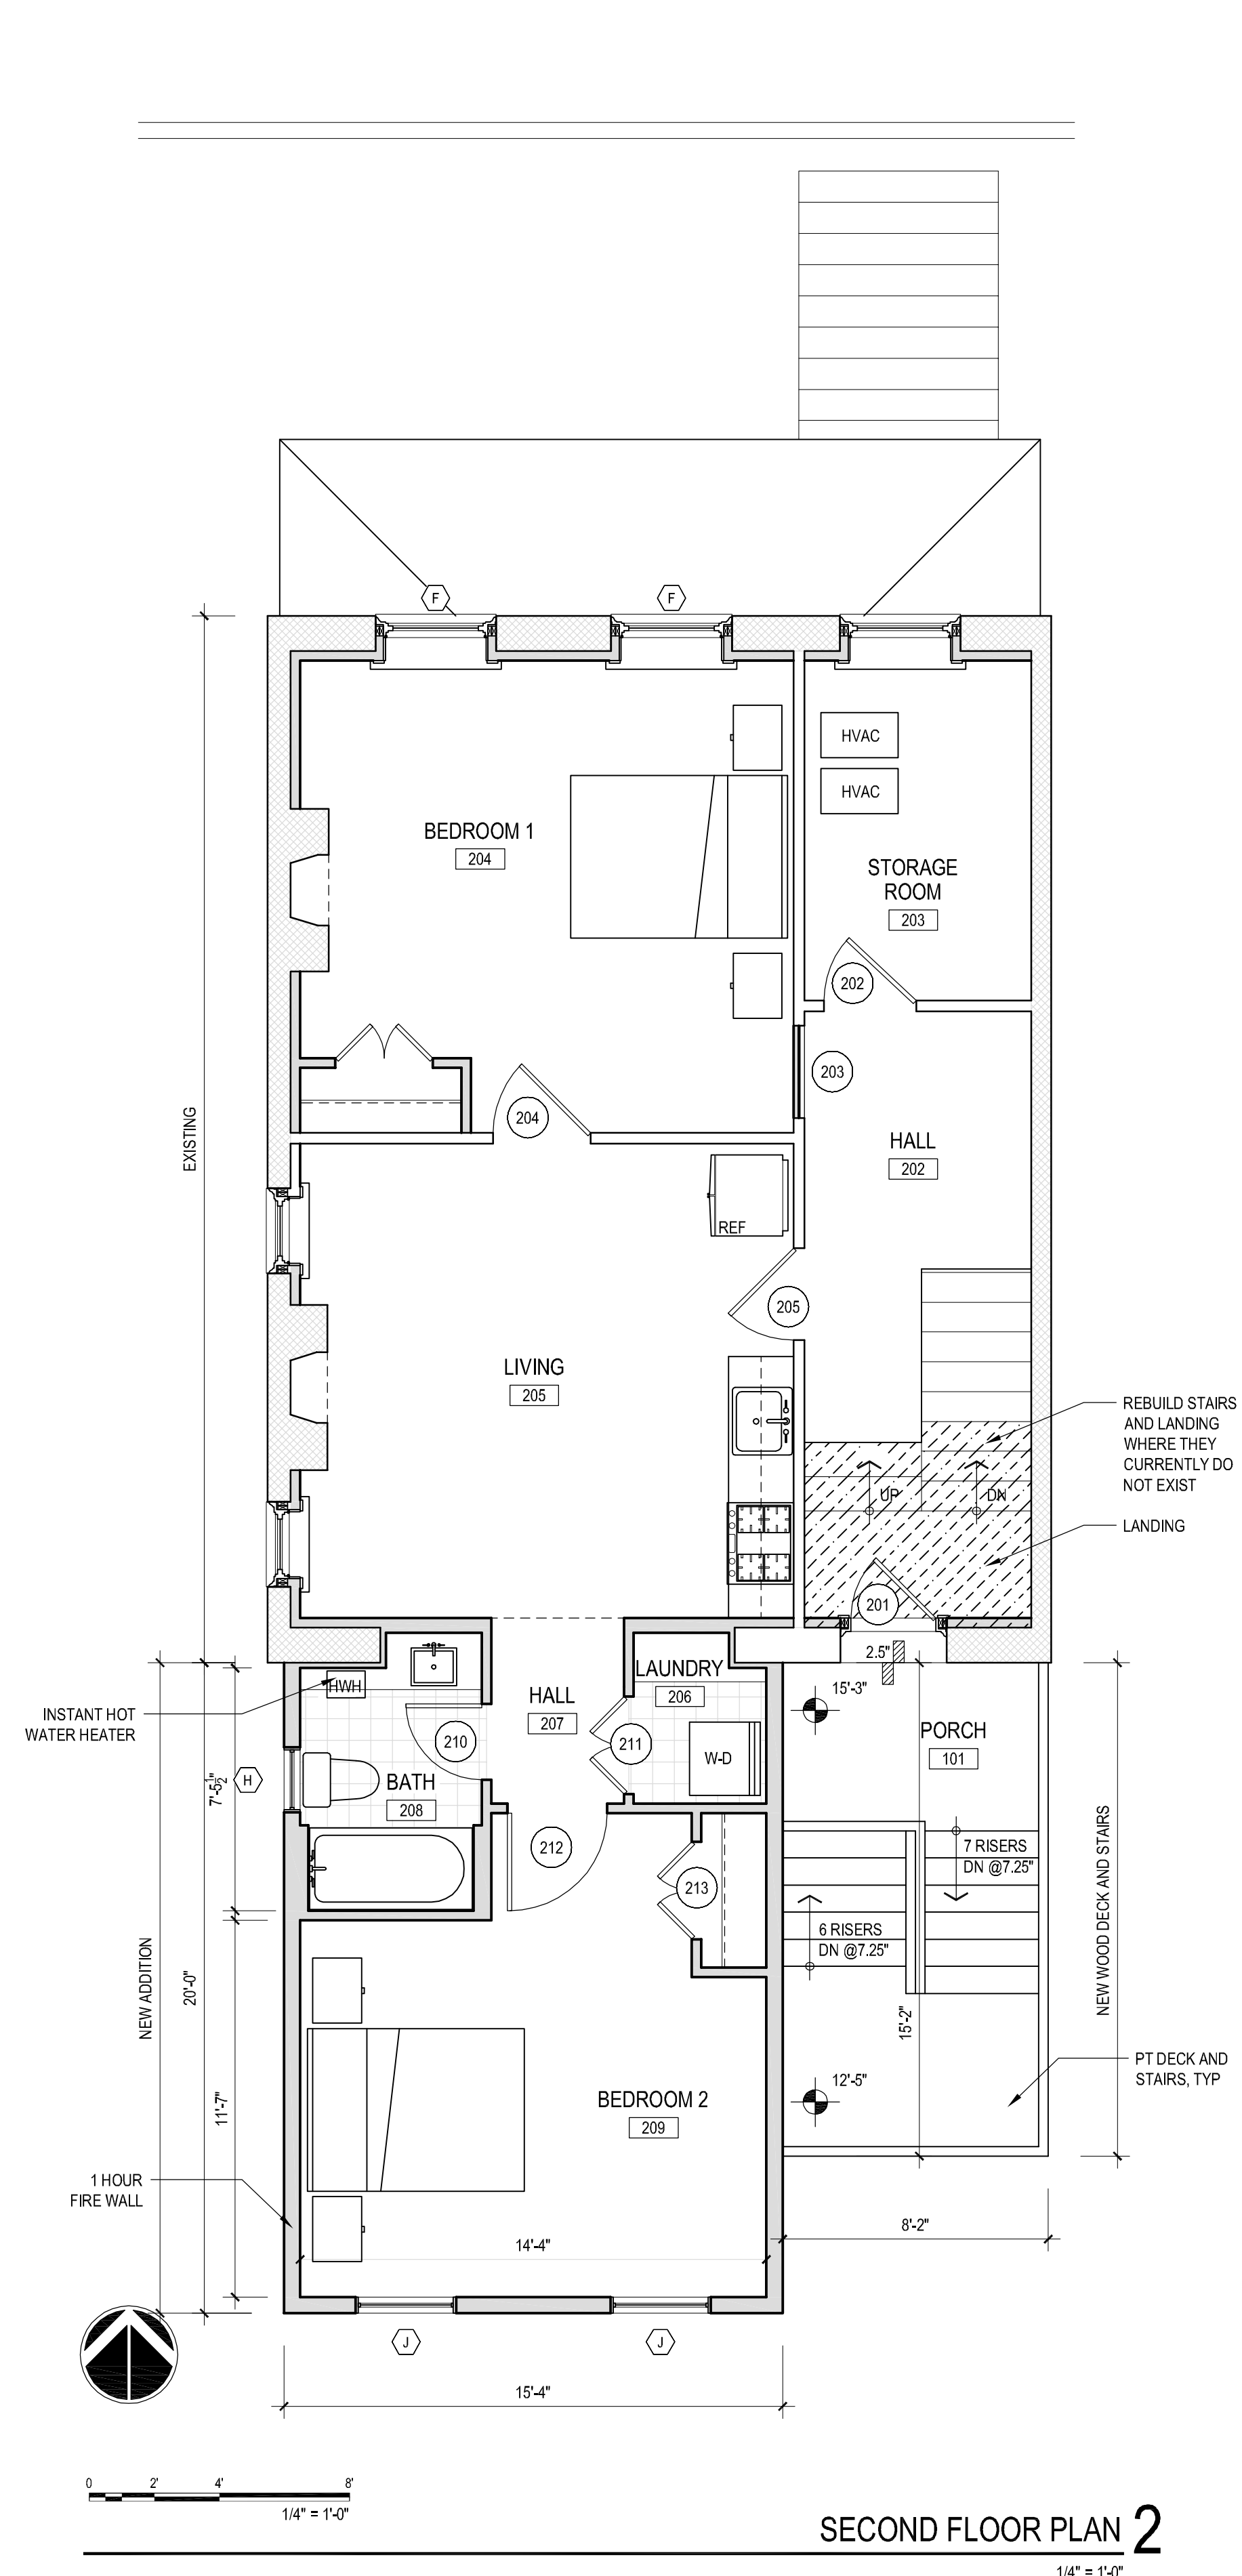 F
F
HVAC
HVAC
BEDROOM 1
204
STORAGE
ROOM
203
202
203
204
EXISTING
HALL
202
REF
205
LIVING
205
REBUILD STAIRS
AND LANDING
WHERE THEY
CURRENTLY DO
NOT EXIST
UP
DN
LANDING
201
2.5"
LAUNDRY
206
HWH
15'-3"
HALL
207
INSTANT HOT
WATER HEATER
PORCH
101
210
211
W-D
H
7'-5 1/2"
BATH
208
212
7 RISERS
DN @7.25"
213
6 RISERS
DN @7.25"
NEW WOOD DECK AND STAIRS
NEW ADDITION
20'-0"
15'-2"
PT DECK AND
STAIRS, TYP
12'-5"
BEDROOM 2
209
11'-7"
1 HOUR
FIRE WALL
8'-2"
14'-4"
J
J
15'-4"
0 2' 4' 8'
1/4" = 1'-0"
SECOND FLOOR PLAN 2
1/4" = 1'-0"